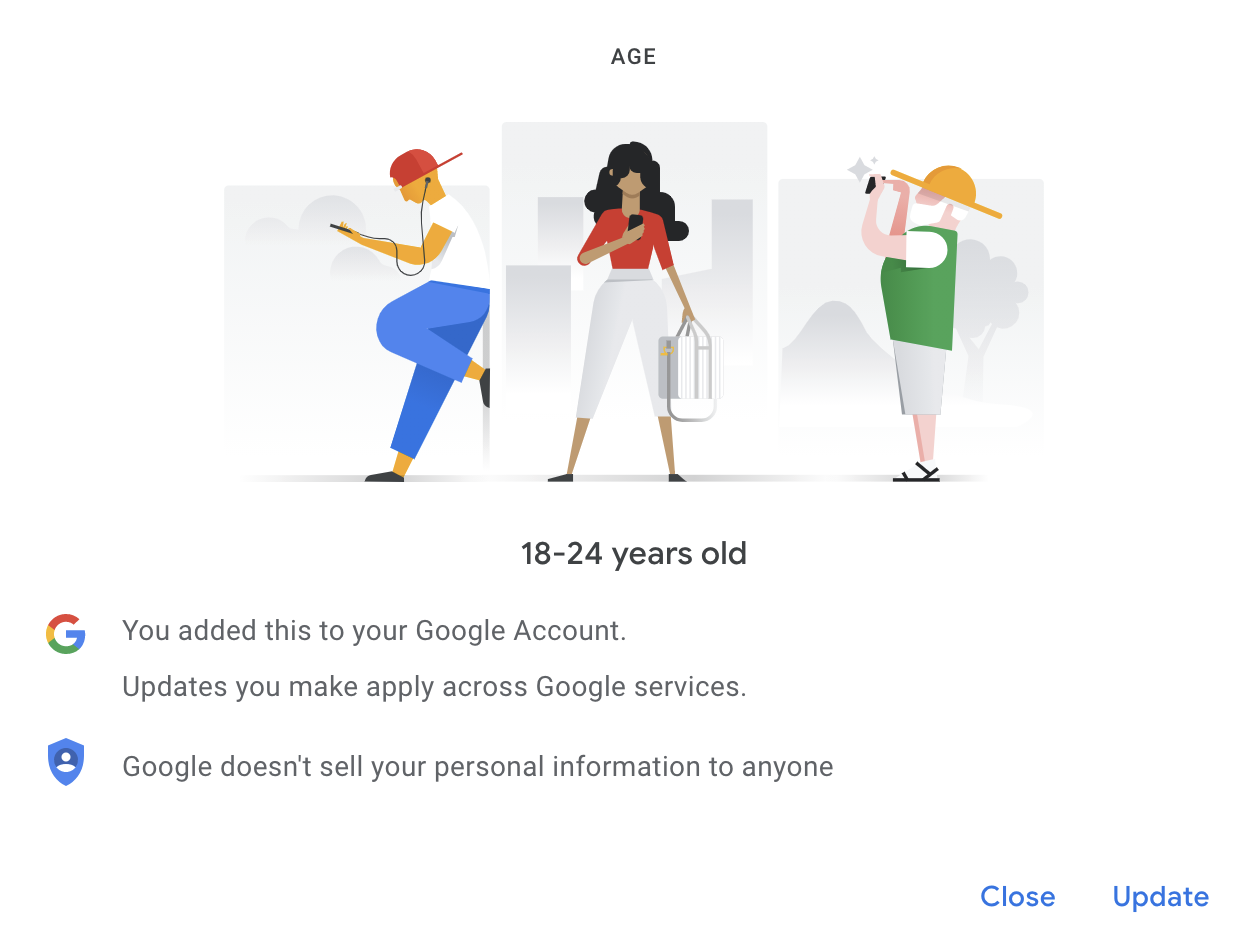 AGE
18-24 years old
You added this to your Google Account.
Updates you make apply across Google services.
Google doesn't sell your personal information to anyone
Close Update